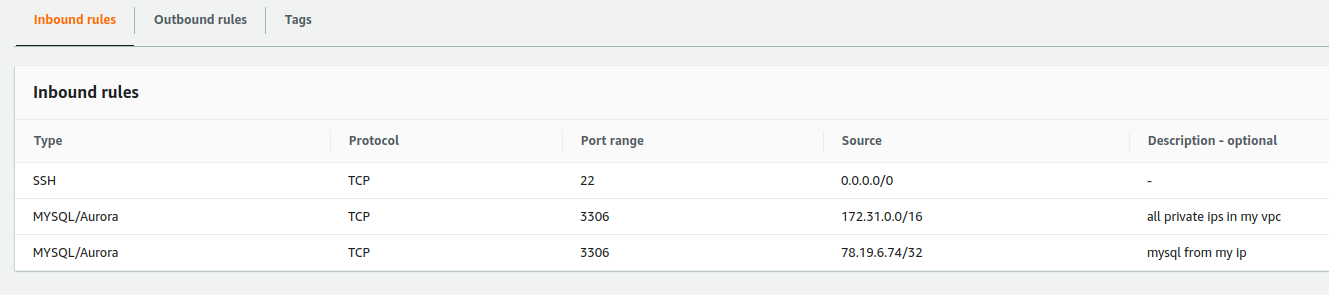 Inbound rules Outbound rules Tags
Inbound rules
Type Protocol Port range Source Description - optional
SSH TCP 22 0.0.0.0/0 -
MYSQL/Aurora TCP 3306 172.31.0.0/16 all private ips in my vpc
MYSQL/Aurora TCP 3306 78.19.6.74/32 mysql from my ip